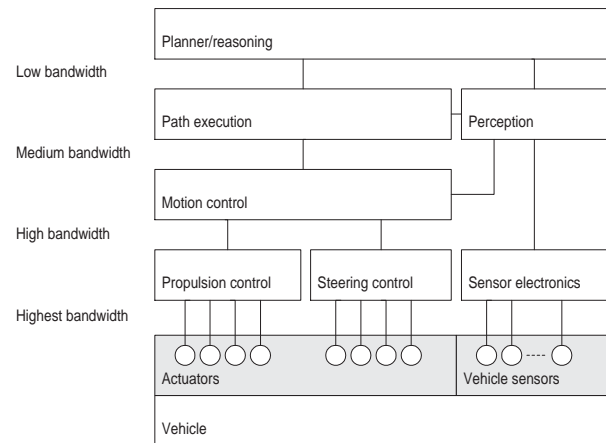 Planner/reasoning
Low bandwidth
Path execution
Perception
Medium bandwidth
Motion control
High bandwidth
Propulsion control
Steering control
Sensor electronics
Highest bandwidth
Actuators
Vehicle sensors
Vehicle